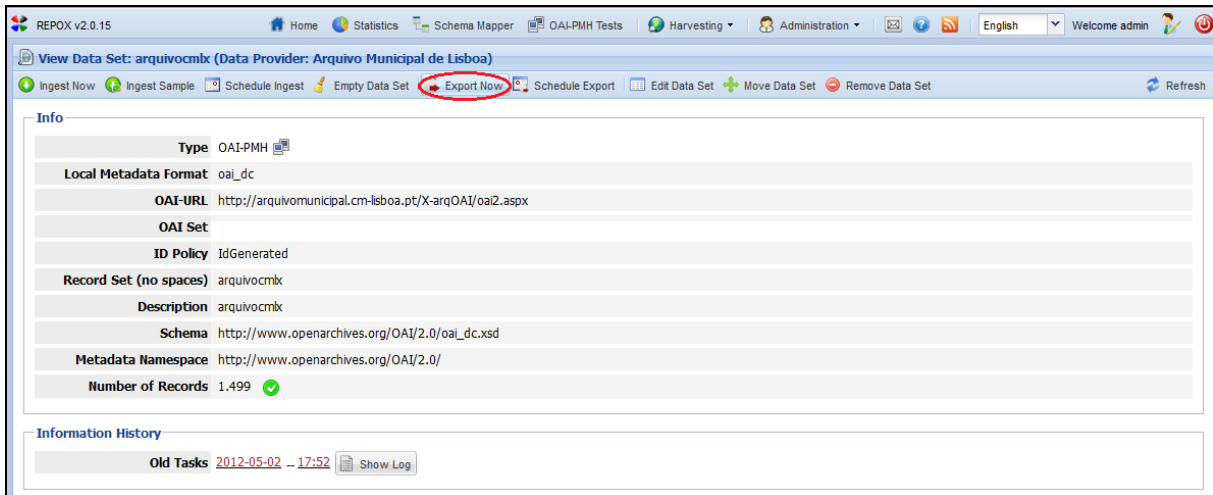 REPOX v2.0.15 Home Statistics Schema Mapper OAI-PMH Tests Harvesting Administration English Welcome admin
View Data Set: arquivocmlx (Data Provider: Arquivo Municipal de Lisboa)
Ingest Now Ingest Sample Schedule Ingest Empty Data Set Export Now Schedule Export Edit Data Set Move Data Set Remove Data Set Refresh
Info
Type OAI-PMH
Local Metadata Format oai_dc
OAI-URL http://arquivomunicipal.cm-lisboa.pt/X-arqOAI/oai2.aspx
OAI Set
ID Policy IdGenerated
Record Set (no spaces) arquivocmlx
Description arquivocmlx
Schema http://www.openarchives.org/OAI/2.0/oai_dc.xsd
Metadata Namespace http://www.openarchives.org/OAI/2.0/
Number of Records 1.499
Information History
Old Tasks 2012-05-02 _ 17:52 Show Log